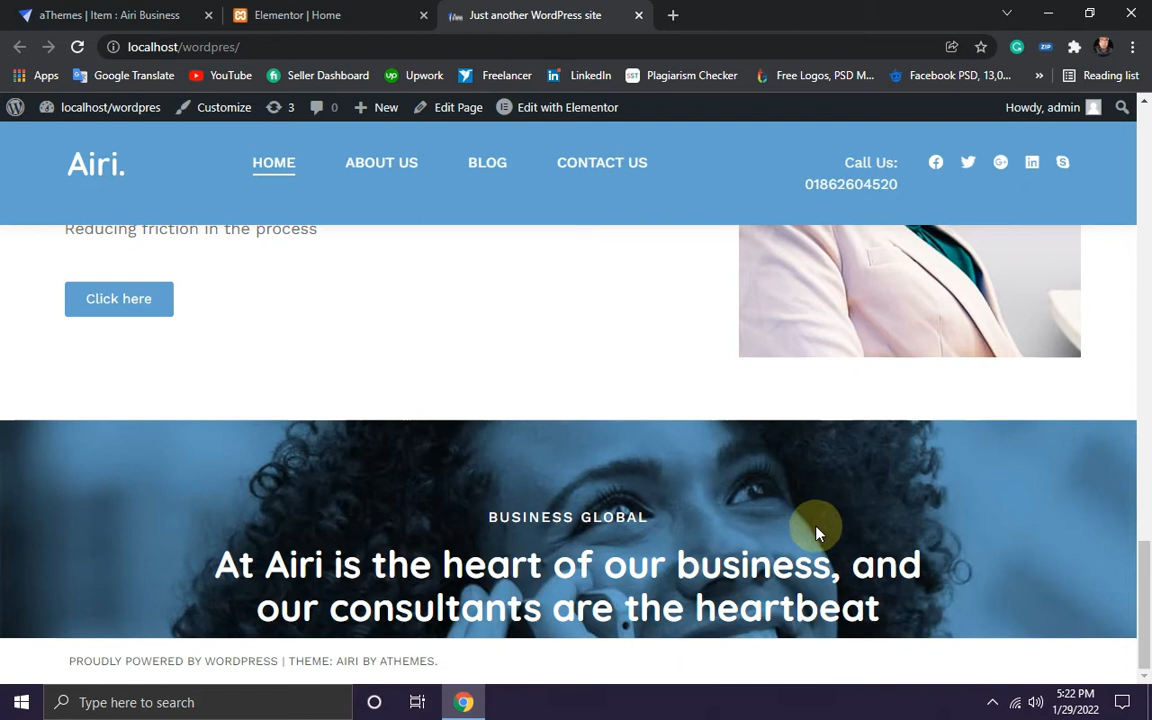 aThemes | Item : Airi Business
Elementor | Home
Just another WordPress site
localhost/wordpres/
Apps
Google Translate
YouTube
Seller Dashboard
Upwork
Freelancer
LinkedIn
Plagiarism Checker
Free Logos, PSD M...
Facebook PSD, 13,0...
»
Reading list
localhost/wordpres
Customize
3
0
New
Edit Page
Edit with Elementor
Howdy, admin
Airi.
HOME
ABOUT US
BLOG
CONTACT US
Call Us:
01862604520
Reducing friction in the process
Click here
BUSINESS GLOBAL
At Airi is the heart of our business, and
our consultants are the heartbeat
PROUDLY POWERED BY WORDPRESS | THEME: AIRI BY ATHEMES.
Type here to search
5:22 PM
1/29/2022